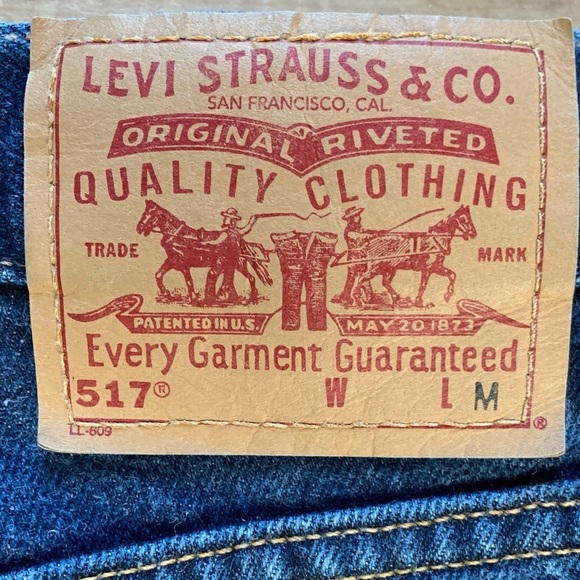 LEVI STRAUSS & CO.
SAN FRANCISCO, CAL.
ORIGINAL RIVETED
QUALITY CLOTHING
TRADE MARK
PATENTED IN U.S. MAY 20 1873
Every Garment Guaranteed
517® W L M
LL-609 ®